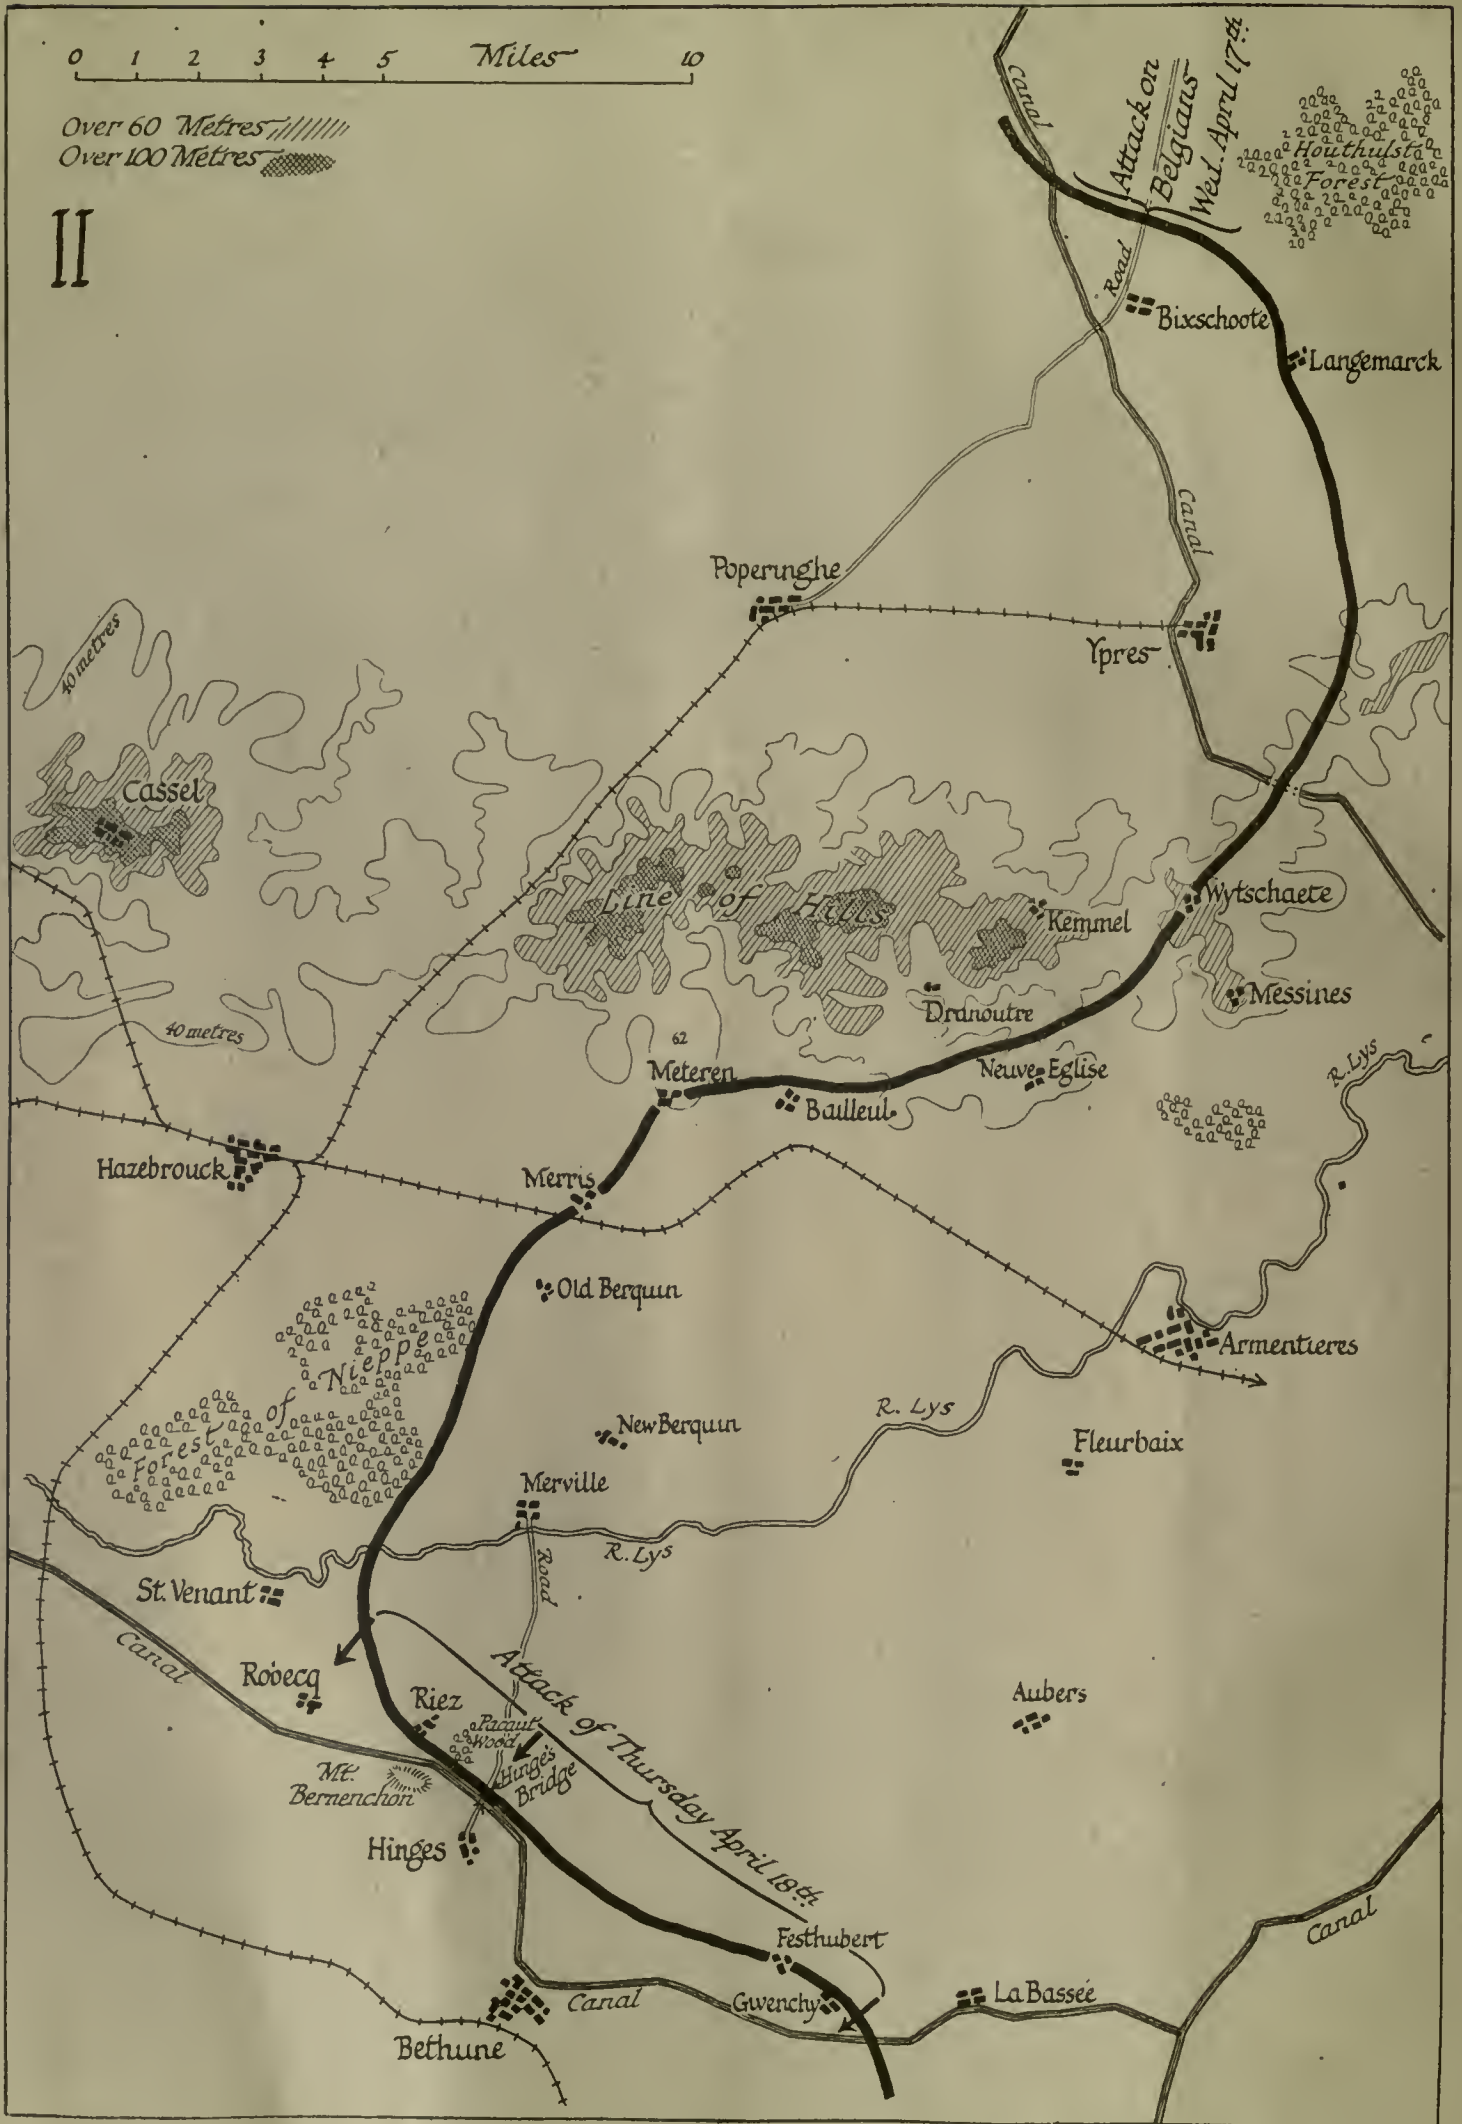 0 1 2 3 4 5 Miles 10
Over 60 Metres
Over 100 Metres
II
Canal
Attack on
Belgians
Wed. April 17th
Houthulst
Forest
Road
Bixschoote
Langemarck
Canal
Poperinghe
Ypres
40 metres
Cassel
Line of Hills
Kemmel
Wytschaete
Messines
Dranoutre
40 metres
62
Meteren
Neuve Eglise
Bailleul
R. Lys
Hazebrouck
Merris
Old Berquin
Armentieres
Forest of Nieppe
New Berquin
R. Lys
Fleurbaix
Merville
R. Lys
Road
St. Venant
Canal
Robecq
Riez
Attack of Thursday April 18th
Aubers
Pacaut
Wood
Hinges
Bridge
Mt.
Bernenchon
Hinges
Canal
Festhubert
Gwenchy
La Bassée
Canal
Bethune